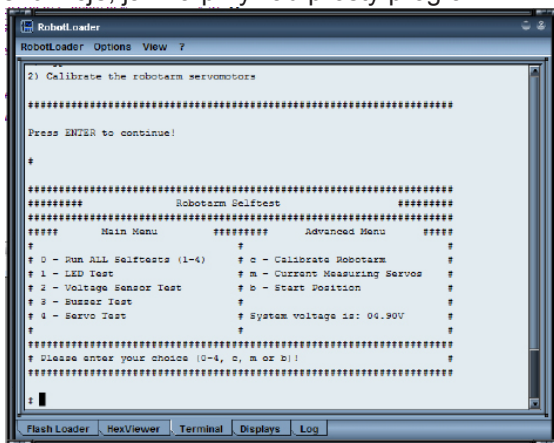 RobotLoader
RobotLoader Options View ?
2) Calibrate the robotarm servomotors
######################################################################
Press ENTER to continue!
#
######################################################################
######### Robotarm Selftest #########
######################################################################
##### Main Menu ######### Advanced Menu #####
# # #
# 0 - Run ALL Selftests (1-4) # c - Calibrate Robotarm #
# 1 - LED Test # m - Current Measuring Servos #
# 2 - Voltage Sensor Test # b - Start Position #
# 3 - Buzzer Test # #
# 4 - Servo Test # System voltage is: 04.90V #
# # #
######################################################################
# Please enter your choice (0-4, c, m or b)! #
######################################################################
#
Flash Loader HexViewer Terminal Displays Log